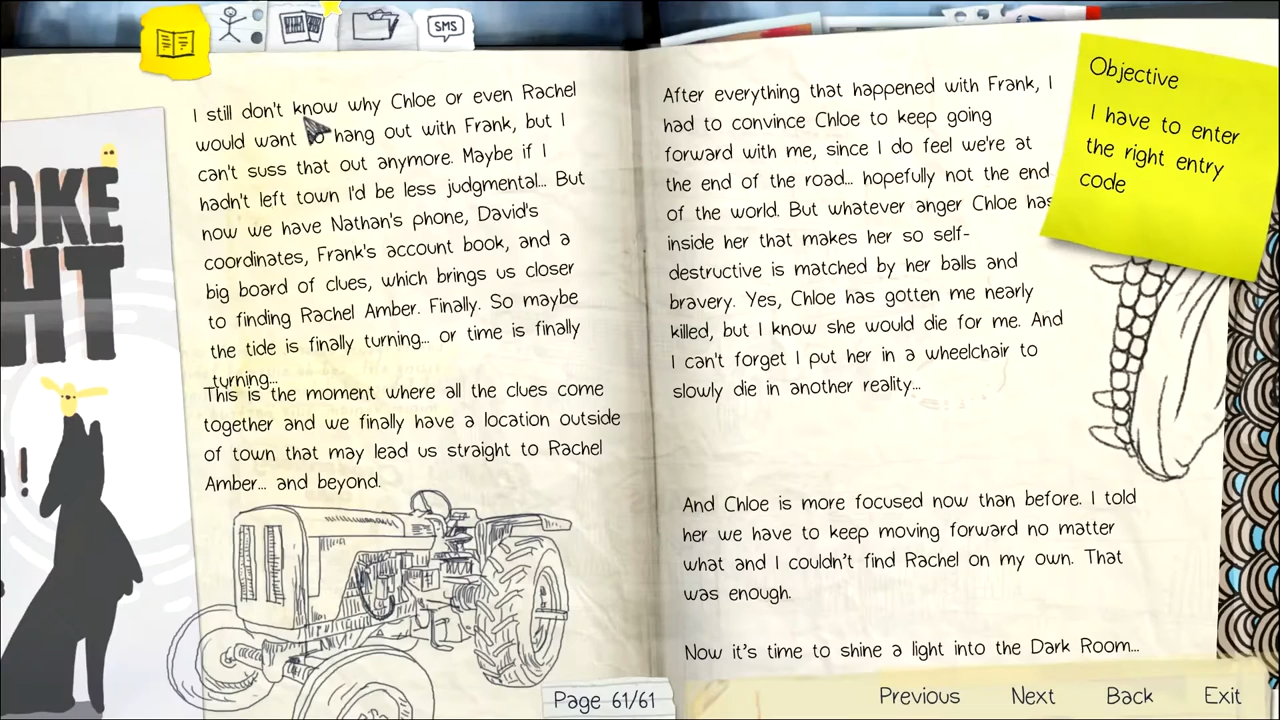 SMS
OKE
HT
!
I still don't know why Chloe or even Rachel
would want to hang out with Frank, but I
can't suss that out anymore. Maybe if I
hadn't left town I'd be less judgmental... But
now we have Nathan's phone, David's
coordinates, Frank's account book, and a
big board of clues, which brings us closer
to finding Rachel Amber. Finally. So maybe
the tide is finally turning... or time is finally
turning...
This is the moment where all the clues come
together and we finally have a location outside
of town that may lead us straight to Rachel
Amber... and beyond.
After everything that happened with Frank, I
had to convince Chloe to keep going
forward with me, since I do feel we're at
the end of the road... hopefully not the end
of the world. But whatever anger Chloe has
inside her that makes her so self-
destructive is matched by her balls and
bravery. Yes, Chloe has gotten me nearly
killed, but I know she would die for me. And
I can't forget I put her in a wheelchair to
slowly die in another reality...
And Chloe is more focused now than before. I told
her we have to keep moving forward no matter
what and I couldn't find Rachel on my own. That
was enough.
Now it's time to shine a light into the Dark Room...
Objective
I have to enter
the right entry
code
Page 61/61
Previous Next Back Exit